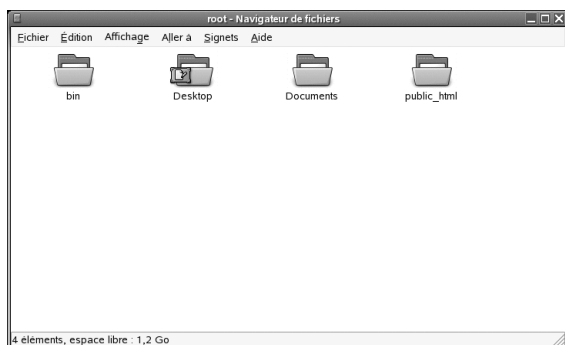 root - Navigateur de fichiers
Fichier Édition Affichage Aller à Signets Aide
bin Desktop Documents public_html
4 éléments, espace libre : 1,2 Go